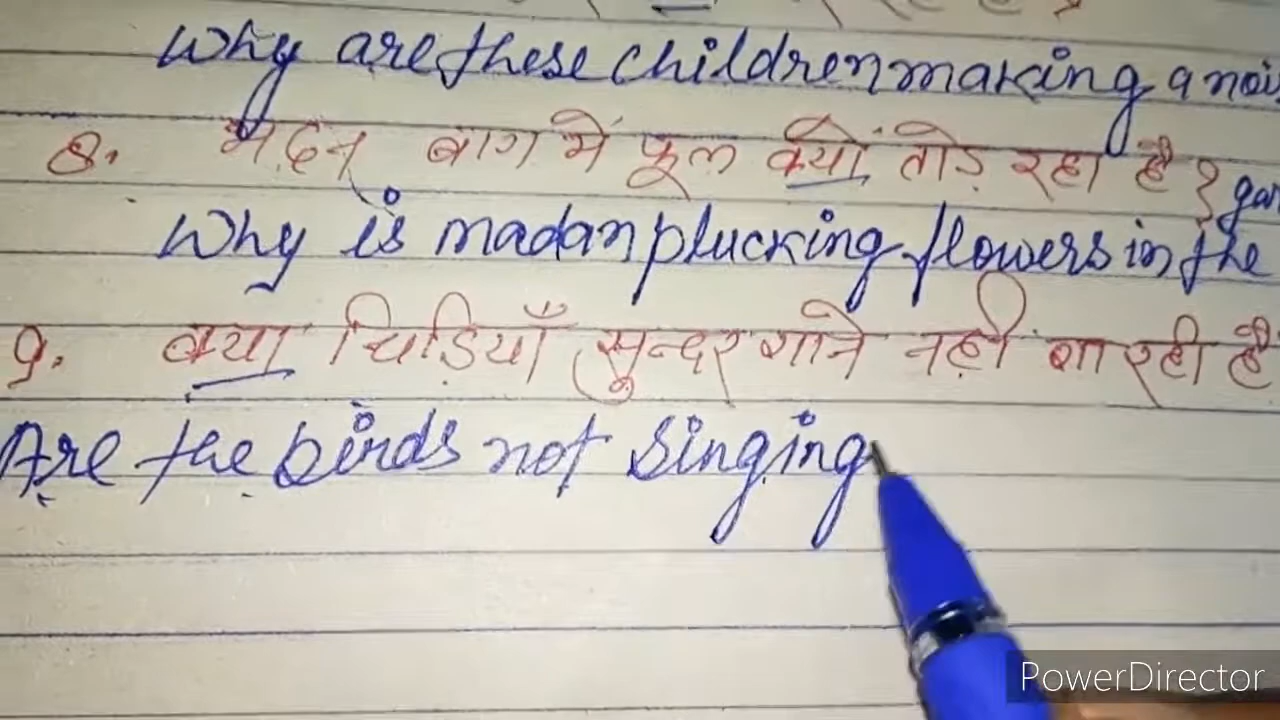 Why are these children making a noi
8. मदन बाग में फूल क्यों तोड़ रहा है ? gar
Why is madan plucking flowers in the
9. क्या चिड़ियाँ सुन्दर गाने नहीं गा रही है
Are the birds not singing
PowerDirector